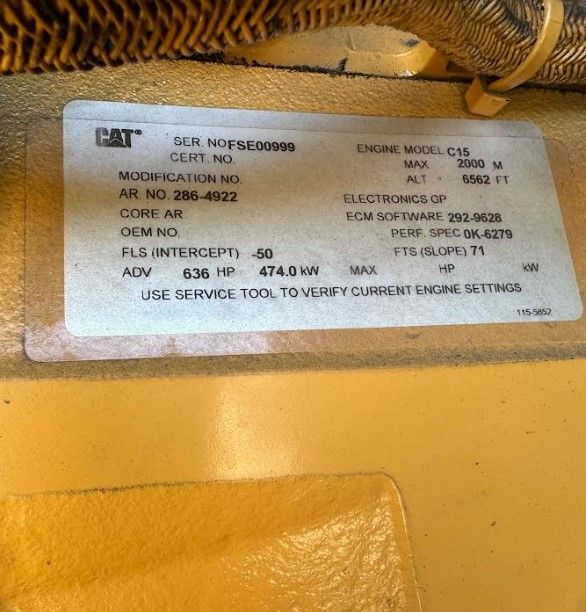 CAT®
SER. NO FSE00999
CERT. NO.
MODIFICATION NO.
AR. NO. 286-4922
CORE AR.
OEM NO.
FLS (INTERCEPT) -50
ADV 636 HP 474.0 kW MAX HP kW
ENGINE MODEL C15
MAX 2000 M
ALT 6562 FT
ELECTRONICS GP
ECM SOFTWARE 292-9628
PERF. SPEC 0K-6279
FTS (SLOPE) 71
USE SERVICE TOOL TO VERIFY CURRENT ENGINE SETTINGS
115-5852